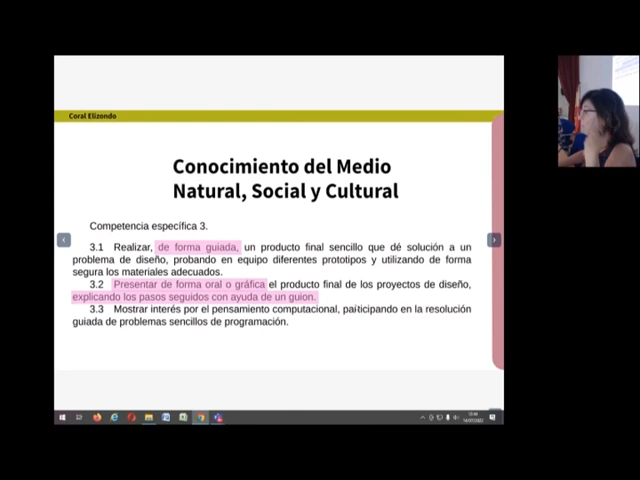 Coral Elizondo
Conocimiento del Medio
Natural, Social y Cultural
Competencia específica 3.
3.1 Realizar, de forma guiada, un producto final sencillo que dé solución a un
problema de diseño, probando en equipo diferentes prototipos y utilizando de forma
segura los materiales adecuados.
3.2 Presentar de forma oral o gráfica el producto final de los proyectos de diseño,
explicando los pasos seguidos con ayuda de un guion.
3.3 Mostrar interés por el pensamiento computacional, participando en la resolución
guiada de problemas sencillos de programación.